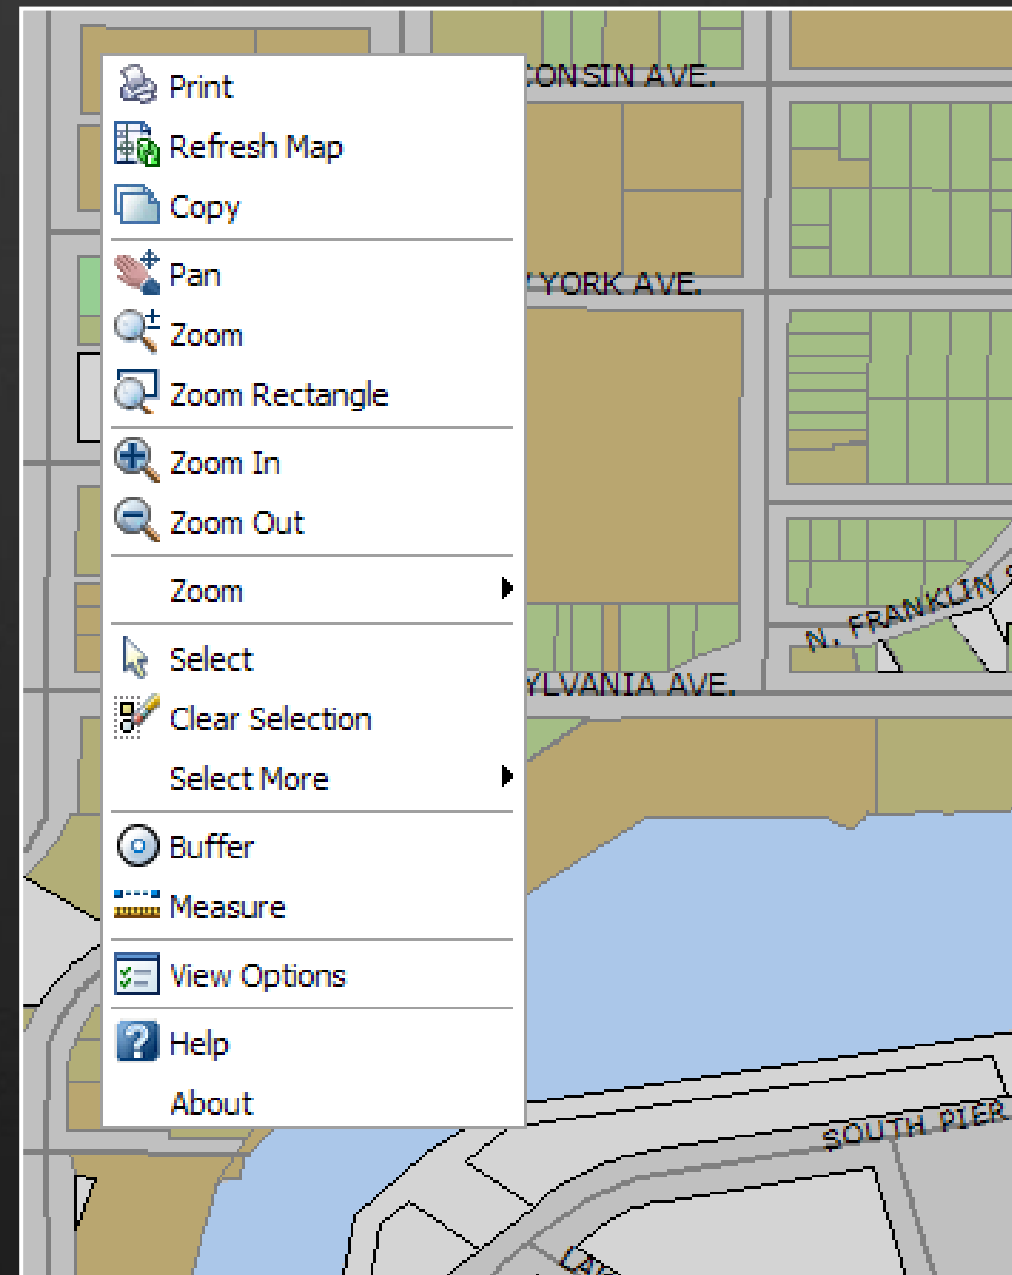 Print
Refresh Map
Copy
Pan
Zoom
Zoom Rectangle
Zoom In
Zoom Out
Zoom
Select
Clear Selection
Select More
Buffer
Measure
View Options
Help
About
CONSIN AVE.
YORK AVE.
N. FRANKLIN
YLVANIA AVE.
SOUTH PIER